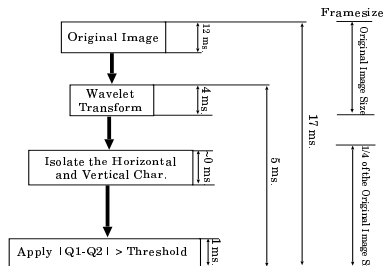 Framesize
Original Image
12 ms.
Original Image Size
Wavelet
Transform
4 ms.
17 ms.
Isolate the Horizontal
and Vertical Char.
~0 ms.
5 ms.
1/4 of the Original Image S
Apply |Q1-Q2| > Threshold
1 ms.